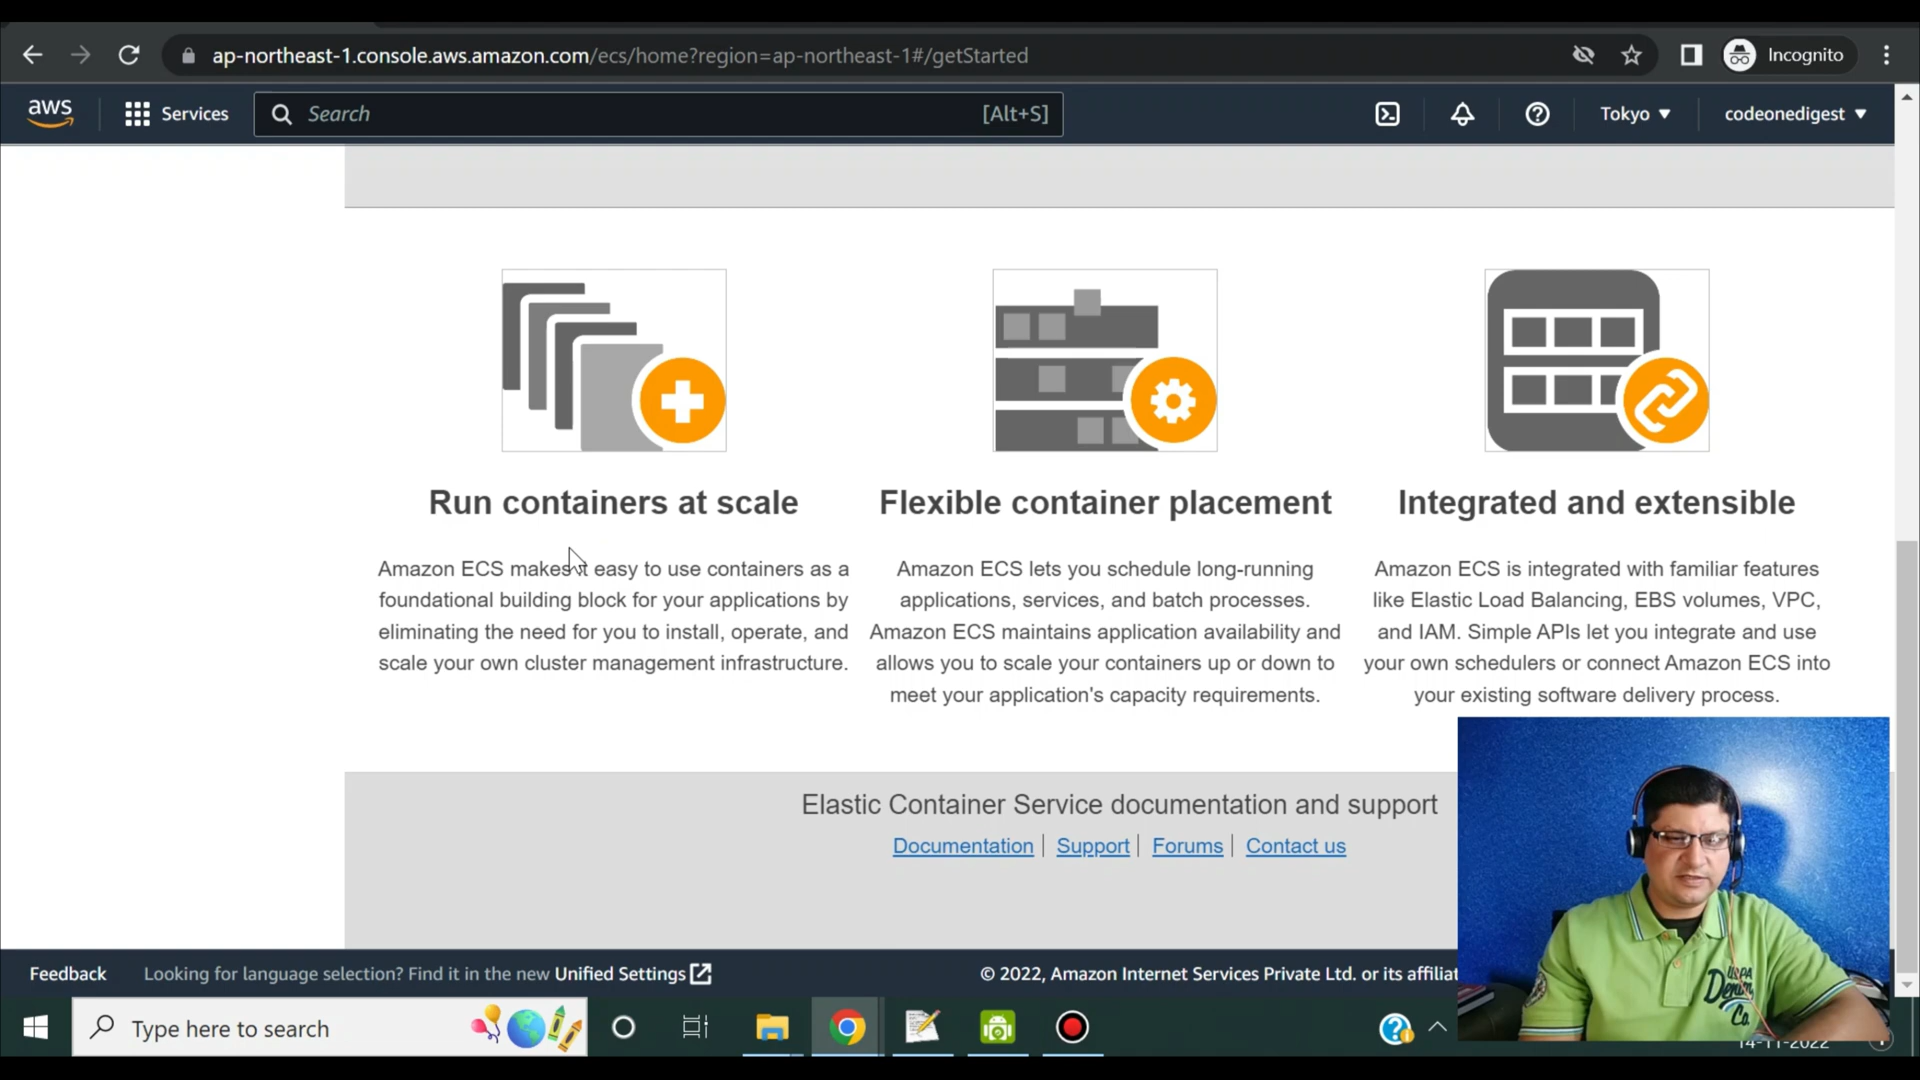 ap-northeast-1.console.aws.amazon.com/ecs/home?region=ap-northeast-1#/getStarted
Incognito
aws
Services
Search
[Alt+S]
Tokyo
codeonedigest
Run containers at scale
Amazon ECS makes it easy to use containers as a
foundational building block for your applications by
eliminating the need for you to install, operate, and
scale your own cluster management infrastructure.
Flexible container placement
Amazon ECS lets you schedule long-running
applications, services, and batch processes.
Amazon ECS maintains application availability and
allows you to scale your containers up or down to
meet your application's capacity requirements.
Integrated and extensible
Amazon ECS is integrated with familiar features
like Elastic Load Balancing, EBS volumes, VPC,
and IAM. Simple APIs let you integrate and use
your own schedulers or connect Amazon ECS into
your existing software delivery process.
Elastic Container Service documentation and support
Documentation | Support | Forums | Contact us
Feedback
Looking for language selection? Find it in the new Unified Settings
© 2022, Amazon Internet Services Private Ltd. or its affiliat
Type here to search
14-11-2022
Denim
Co.